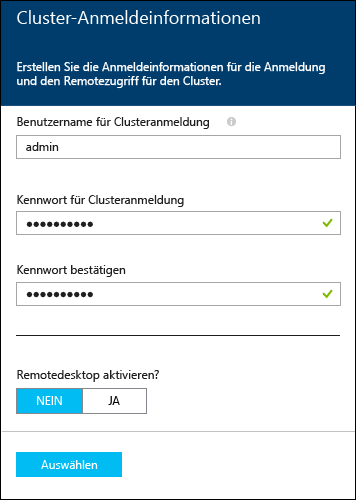 Cluster-Anmeldeinformationen
Erstellen Sie die Anmeldeinformationen für die Anmeldung
und den Remotezugriff für den Cluster.
Benutzername für Clusteranmeldung
admin
Kennwort für Clusteranmeldung
●●●●●●●●●●
Kennwort bestätigen
●●●●●●●●●●
Remotedesktop aktivieren?
NEIN JA
Auswählen